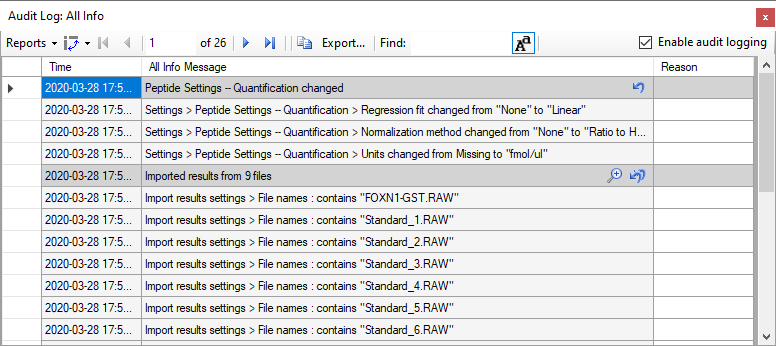 Audit Log: All Info
Reports 1 of 26 Export... Find: Aa Enable audit logging
Time All Info Message Reason
2020-03-28 17:5... Peptide Settings -- Quantification changed
2020-03-28 17:5... Settings > Peptide Settings -- Quantification > Regression fit changed from "None" to "Linear"
2020-03-28 17:5... Settings > Peptide Settings -- Quantification > Normalization method changed from "None" to "Ratio to H...
2020-03-28 17:5... Settings > Peptide Settings -- Quantification > Units changed from Missing to "fmol/ul"
2020-03-28 17:5... Imported results from 9 files
2020-03-28 17:5... Import results settings > File names : contains "FOXN1-GST.RAW"
2020-03-28 17:5... Import results settings > File names : contains "Standard_1.RAW"
2020-03-28 17:5... Import results settings > File names : contains "Standard_2.RAW"
2020-03-28 17:5... Import results settings > File names : contains "Standard_3.RAW"
2020-03-28 17:5... Import results settings > File names : contains "Standard_4.RAW"
2020-03-28 17:5... Import results settings > File names : contains "Standard_5.RAW"
2020-03-28 17:5... Import results settings > File names : contains "Standard_6.RAW"